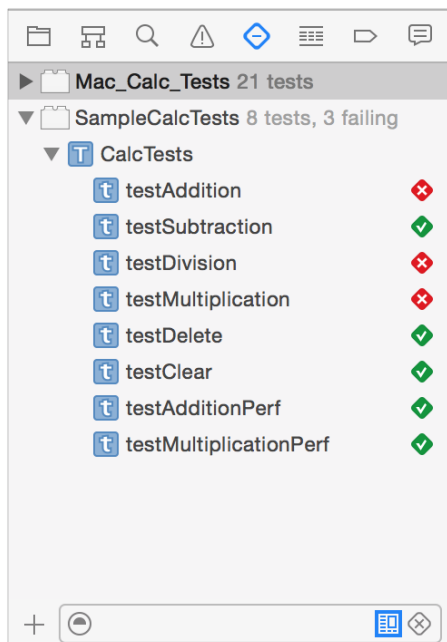 Mac_Calc_Tests 21 tests
SampleCalcTests 8 tests, 3 failing
T CalcTests
t testAddition
t testSubtraction
t testDivision
t testMultiplication
t testDelete
t testClear
t testAdditionPerf
t testMultiplicationPerf